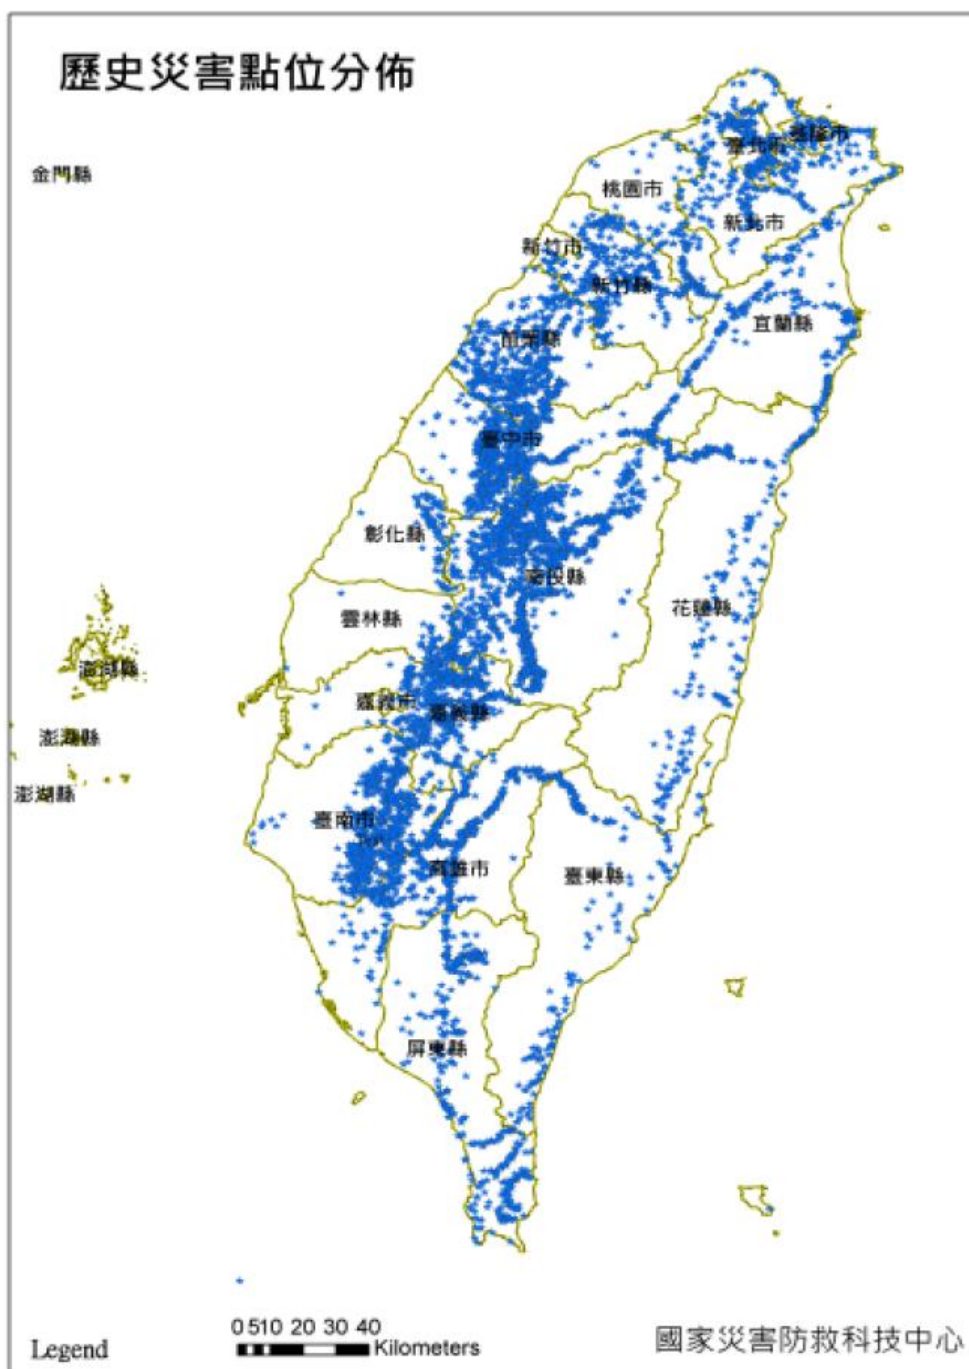 歷史災害點位分佈
基隆市
臺北市
金門縣
桃園市
新北市
新竹市
新竹縣
宜蘭縣
苗栗縣
臺中市
彰化縣
南投縣
花蓮縣
雲林縣
澎湖縣
嘉義市
嘉義縣
澎湖縣
澎湖縣
臺南市
高雄市
臺東縣
屏東縣
0 5 10 20 30 40
Kilometers
Legend
國家災害防救科技中心